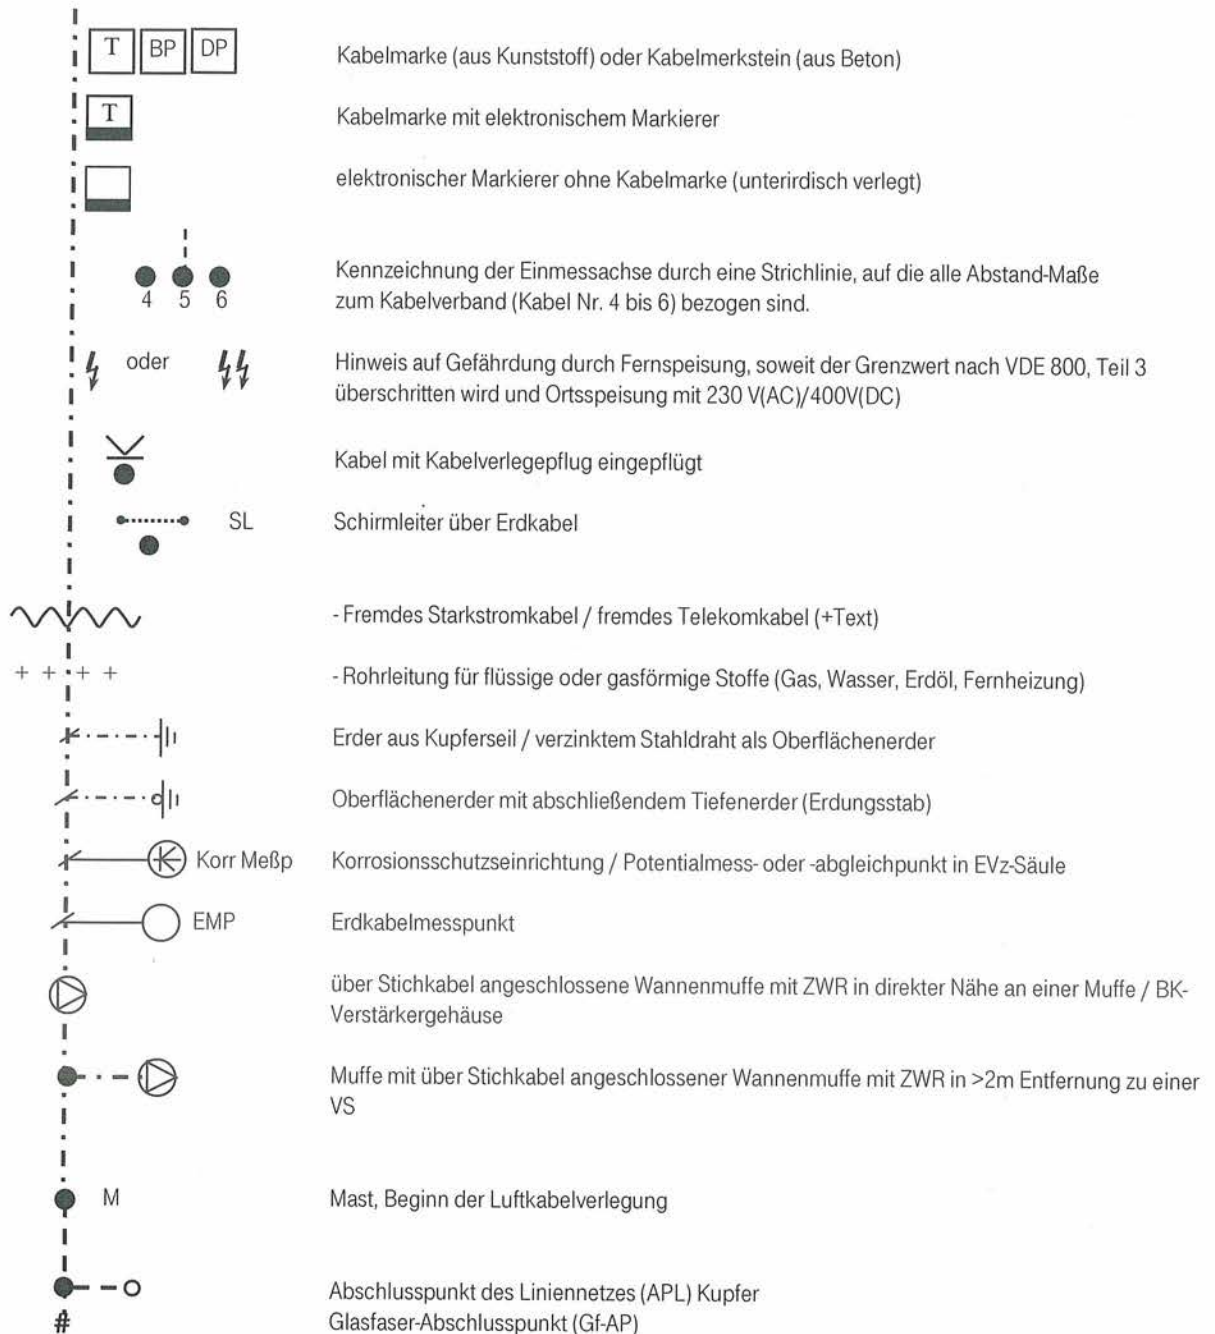 T BP DP Kabelmarke (aus Kunststoff) oder Kabelmerkstein (aus Beton)
T Kabelmarke mit elektronischem Markierer
elektronischer Markierer ohne Kabelmarke (unterirdisch verlegt)
Kennzeichnung der Einmessachse durch eine Strichlinie, auf die alle Abstand-Maße
4 5 6 zum Kabelverband (Kabel Nr. 4 bis 6) bezogen sind.
oder Hinweis auf Gefährdung durch Fernspeisung, soweit der Grenzwert nach VDE 800, Teil 3
überschritten wird und Ortsspeisung mit 230 V(AC)/400V(DC)
Kabel mit Kabelverlegepflug eingepflügt
SL Schirmleiter über Erdkabel
- Fremdes Starkstromkabel / fremdes Telekomkabel (+Text)
+ + + + - Rohrleitung für flüssige oder gasförmige Stoffe (Gas, Wasser, Erdöl, Fernheizung)
Erder aus Kupferseil / verzinktem Stahldraht als Oberflächenerder
Oberflächenerder mit abschließendem Tiefenerder (Erdungsstab)
Korr Meßp Korrosionsschutzseinrichtung / Potentialmess- oder -abgleichpunkt in EVz-Säule
EMP Erdkabelmesspunkt
über Stichkabel angeschlossene Wannenmuffe mit ZWR in direkter Nähe an einer Muffe / BK-
Verstärkergehäuse
Muffe mit über Stichkabel angeschlossener Wannenmuffe mit ZWR in >2m Entfernung zu einer
VS
M Mast, Beginn der Luftkabelverlegung
Abschlusspunkt des Liniennetzes (APL) Kupfer
# Glasfaser-Abschlusspunkt (Gf-AP)